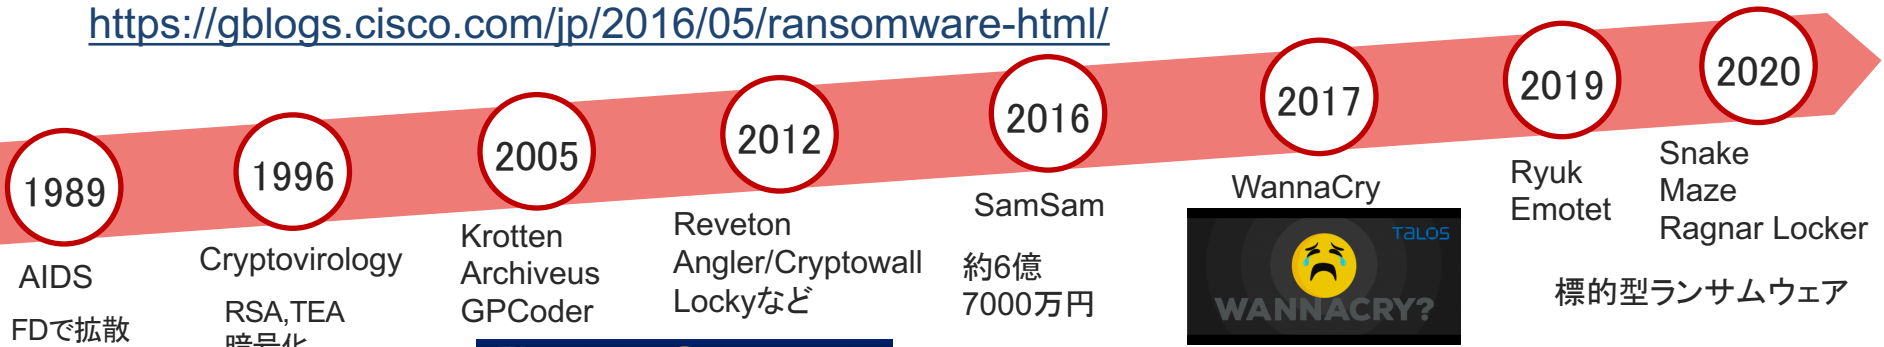 https://gblogs.cisco.com/jp/2016/05/ransomware-html/
1989
AIDS
FDで拡散
1996
Cryptovirology
RSA,TEA
暗号化
2005
Krotten
Archiveus
GPCoder
2012
Reveton
Angler/Cryptowall
Lockyなど
2016
SamSam
約6億
7000万円
2017
WannaCry
TALOS
WANNACRY?
2019
Ryuk
Emotet
2020
Snake
Maze
Ragnar Locker
標的型ランサムウェア